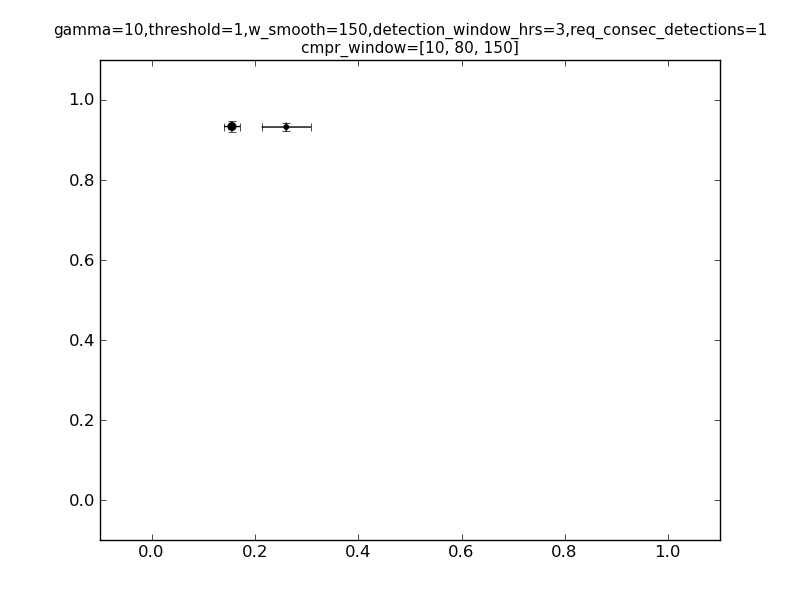 gamma=10,threshold=1,w_smooth=150,detection_window_hrs=3,req_consec_detections=1
cmpr_window=[10, 80, 150]
1.0
0.8
0.6
0.4
0.2
0.0
0.0 0.2 0.4 0.6 0.8 1.0